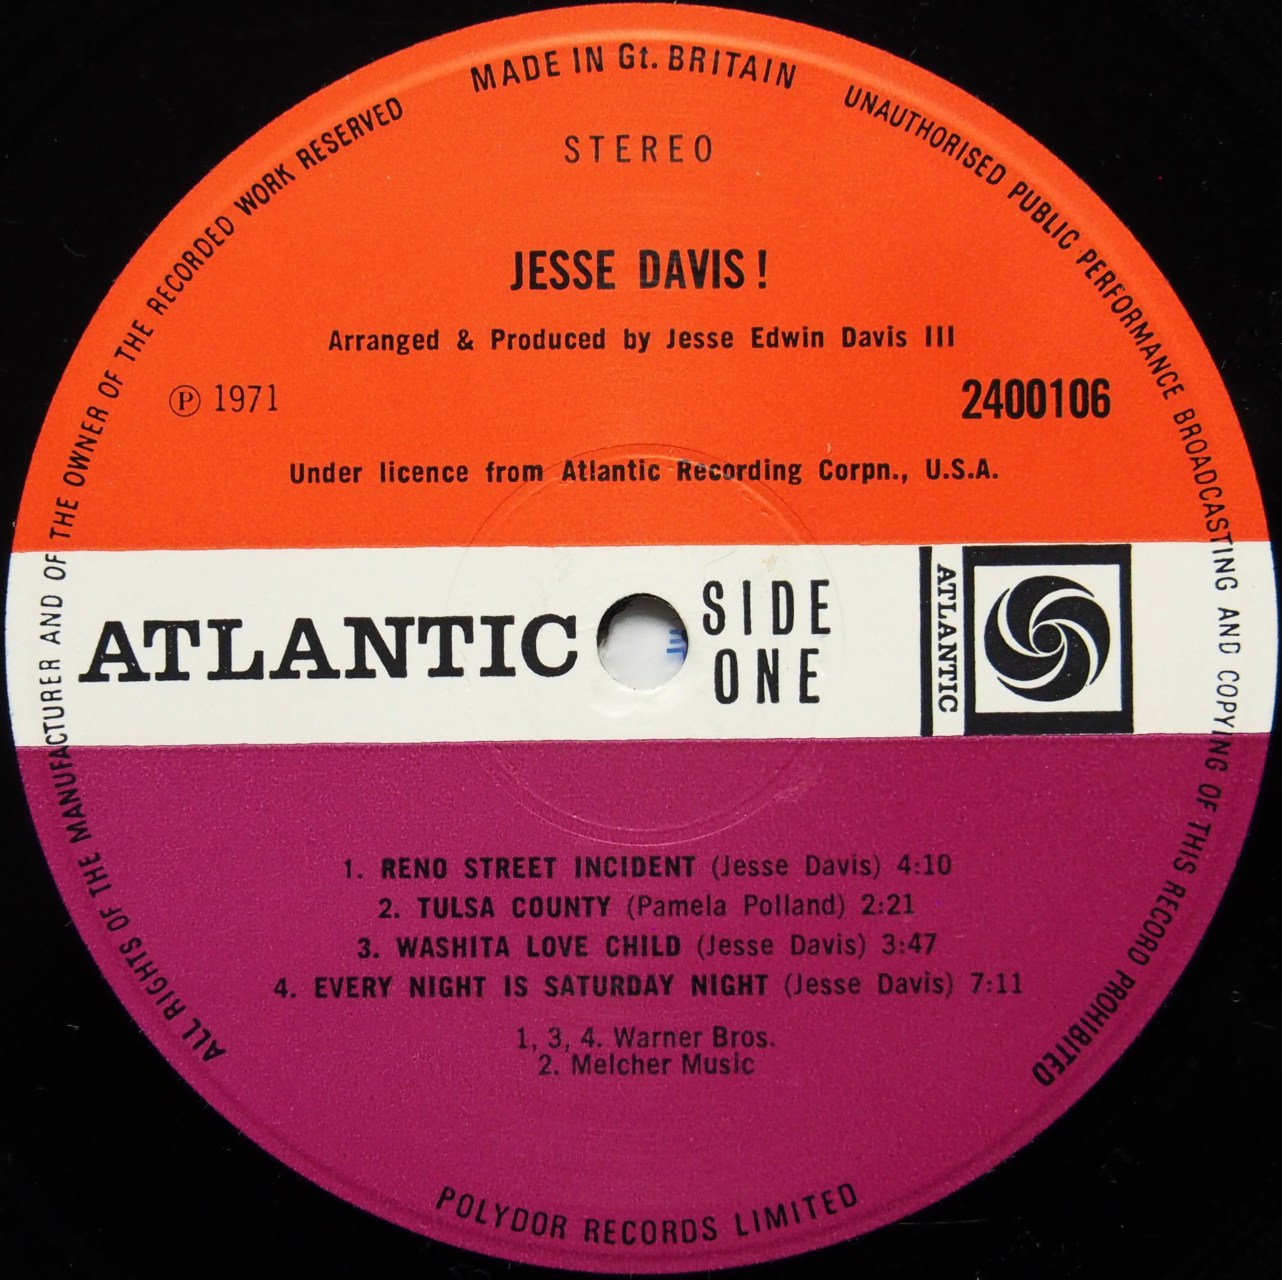 MADE IN Gt. BRITAIN
UNAUTHORISED PUBLIC PERFORMANCE BROADCASTING AND COPYING OF THIS RECORD PROHIBITED
ALL RIGHTS OF THE MANUFACTURER AND OF THE OWNER OF THE RECORDED WORK RESERVED
STEREO
JESSE DAVIS!
Arranged & Produced by Jesse Edwin Davis III
℗ 1971
2400106
Under licence from Atlantic Recording Corpn., U.S.A.
ATLANTIC
SIDE
ONE
ATLANTIC
1. RENO STREET INCIDENT (Jesse Davis) 4:10
2. TULSA COUNTY (Pamela Polland) 2:21
3. WASHITA LOVE CHILD (Jesse Davis) 3:47
4. EVERY NIGHT IS SATURDAY NIGHT (Jesse Davis) 7:11
1, 3, 4. Warner Bros.
2. Melcher Music
POLYDOR RECORDS LIMITED